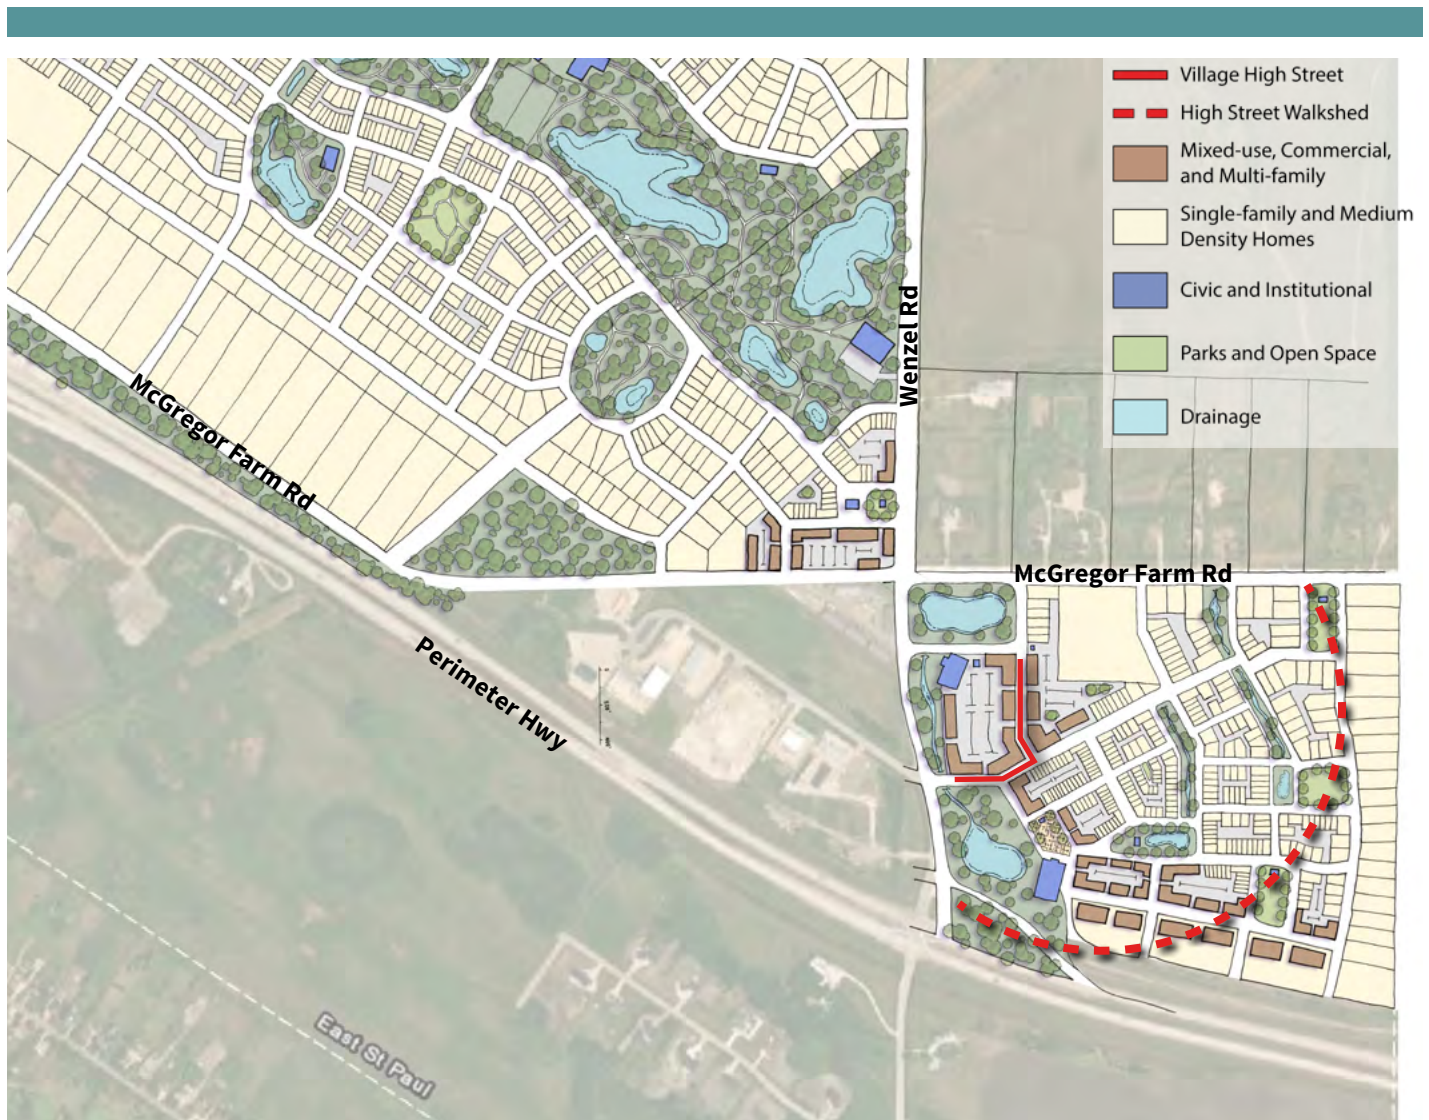 Village High Street
High Street Walkshed
Mixed-use, Commercial,
and Multi-family
Single-family and Medium
Density Homes
Civic and Institutional
Parks and Open Space
Drainage
Wenzel Rd
McGregor Farm Rd
McGregor Farm Rd
Perimeter Hwy
East St Paul